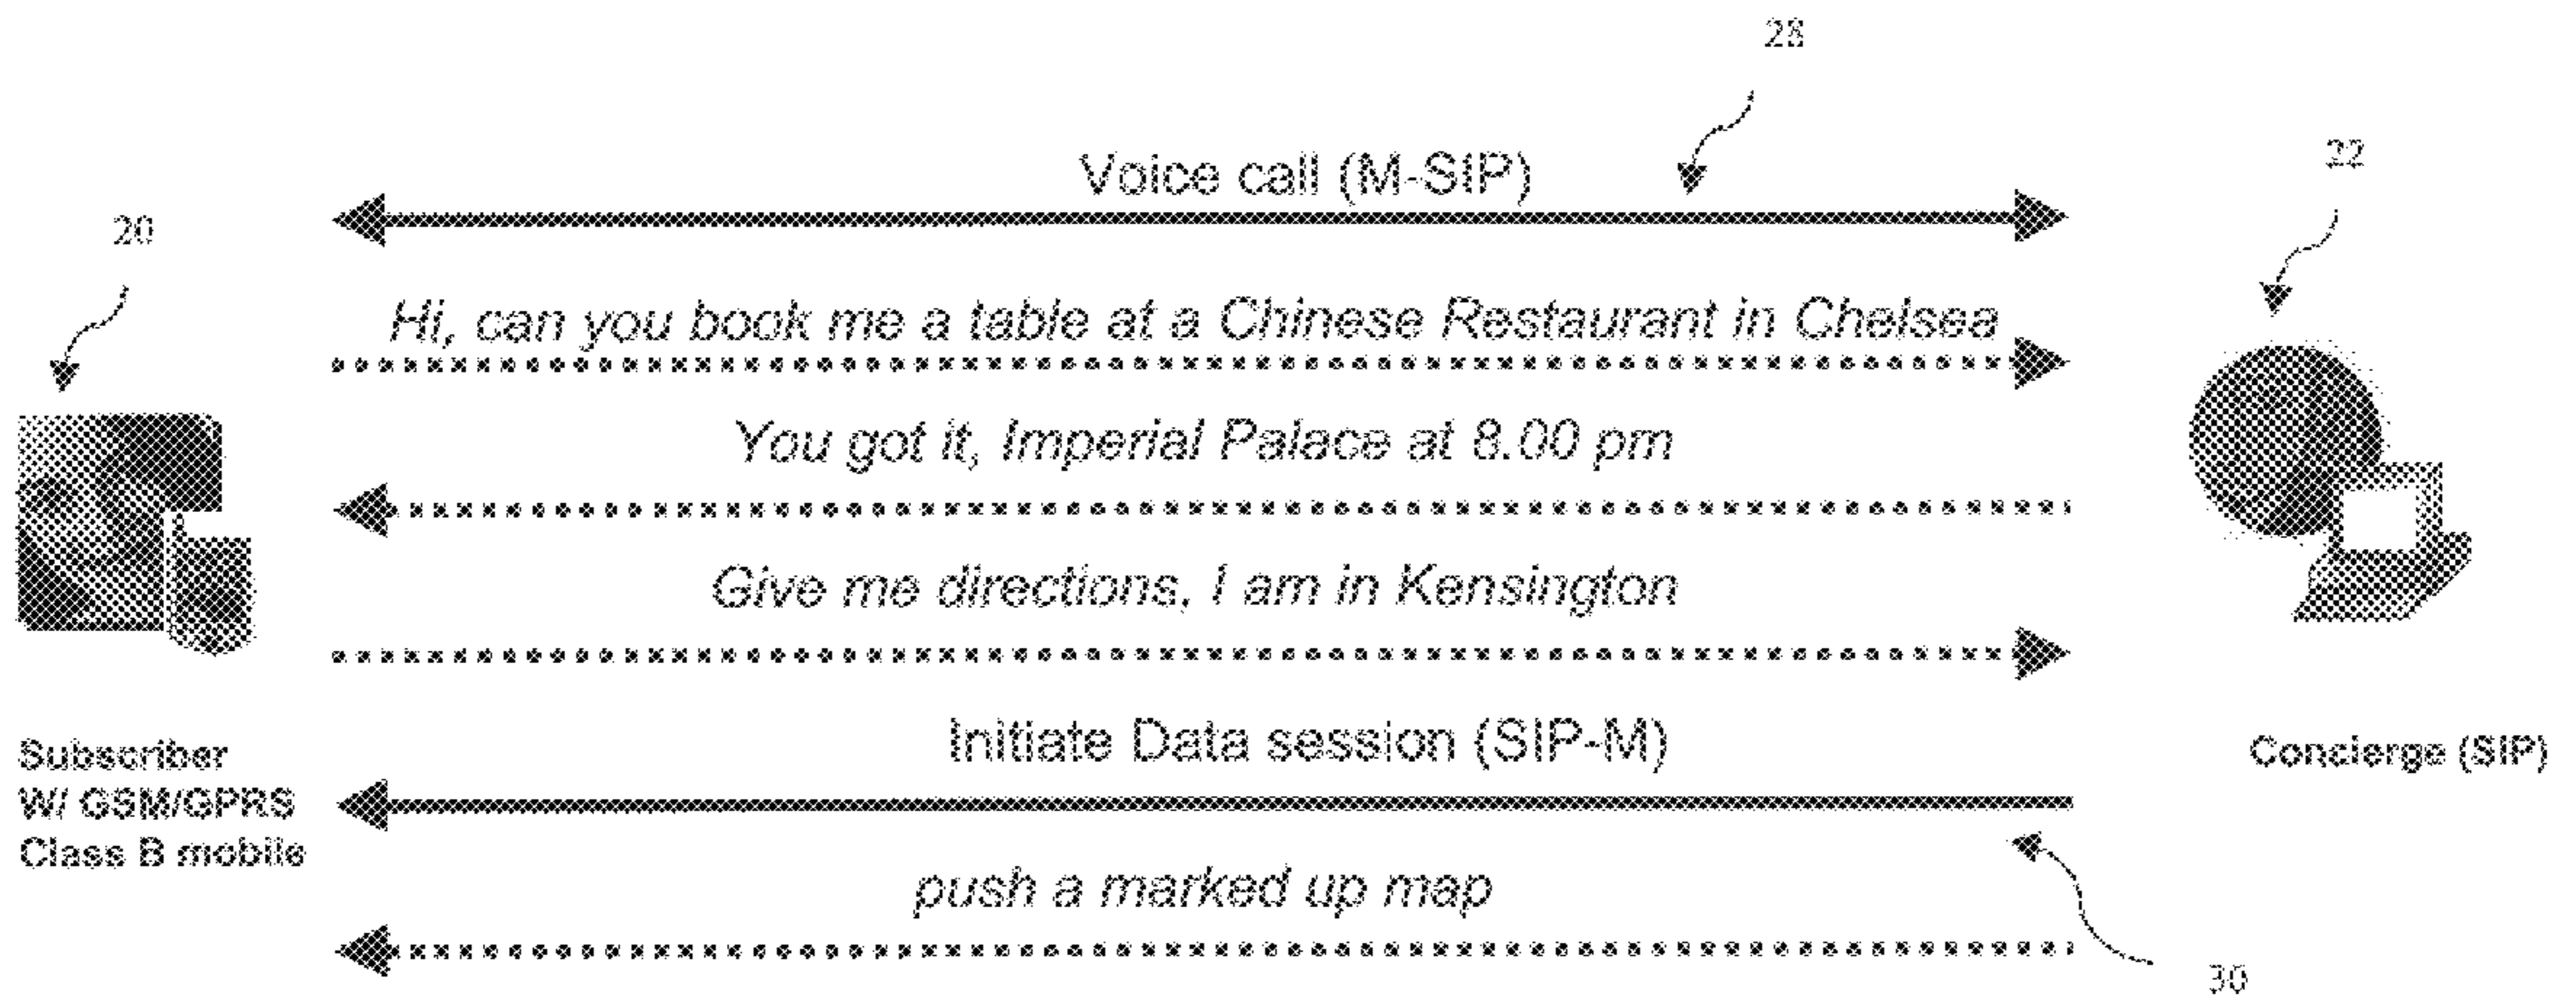 28
Voice call (M-SIP)
22
20
Hi, can you book me a table at a Chinese Restaurant in Chelsea
You got it, Imperial Palace at 8.00 pm
Give me directions, I am in Kensington
Initiate Data session (SIP-M)
Subscriber
W/ GSM/GPRS
Class B mobile
Concierge (SIP)
push a marked up map
30